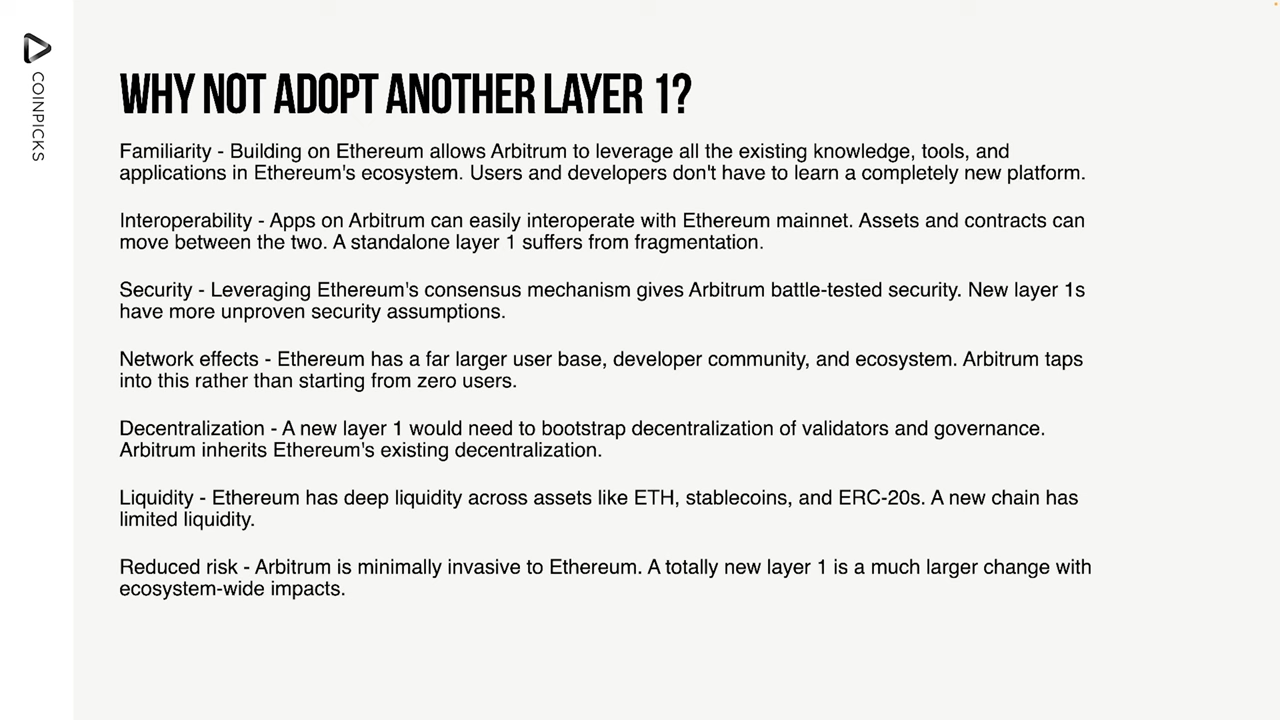 COINPICKS
WHY NOT ADOPT ANOTHER LAYER 1?
Familiarity - Building on Ethereum allows Arbitrum to leverage all the existing knowledge, tools, and
applications in Ethereum's ecosystem. Users and developers don't have to learn a completely new platform.
Interoperability - Apps on Arbitrum can easily interoperate with Ethereum mainnet. Assets and contracts can
move between the two. A standalone layer 1 suffers from fragmentation.
Security - Leveraging Ethereum's consensus mechanism gives Arbitrum battle-tested security. New layer 1s
have more unproven security assumptions.
Network effects - Ethereum has a far larger user base, developer community, and ecosystem. Arbitrum taps
into this rather than starting from zero users.
Decentralization - A new layer 1 would need to bootstrap decentralization of validators and governance.
Arbitrum inherits Ethereum's existing decentralization.
Liquidity - Ethereum has deep liquidity across assets like ETH, stablecoins, and ERC-20s. A new chain has
limited liquidity.
Reduced risk - Arbitrum is minimally invasive to Ethereum. A totally new layer 1 is a much larger change with
ecosystem-wide impacts.